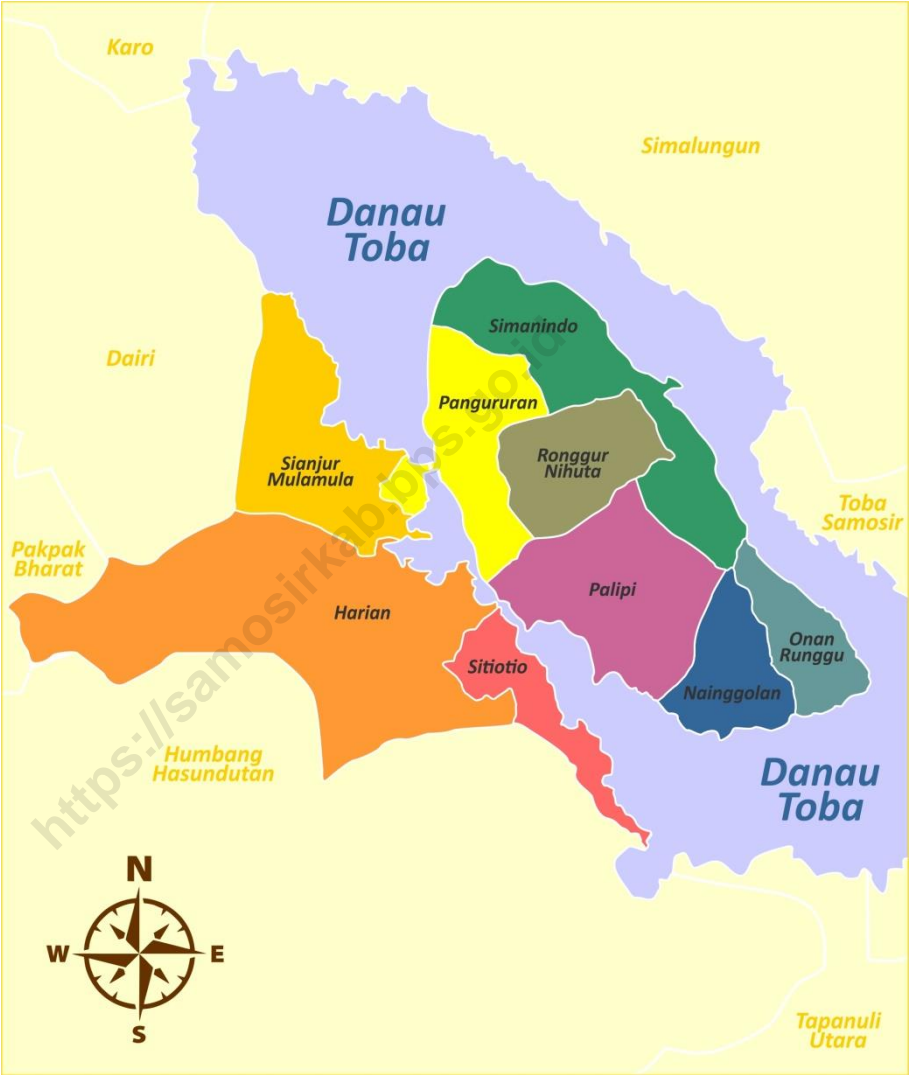 Karo
Simalungun
Danau
Toba
Simanindo
Dairi
Pangururan
Ronggur
Nihuta
Sianjur
Mulamula
Toba
Samosir
Pakpak
Bharat
Palipi
Harian
Onan
Runggu
Sitiotio
Nainggolan
Humbang
Hasundutan
Danau
Toba
https://samosirkab.bps.go.id
N
W
E
S
Tapanuli
Utara